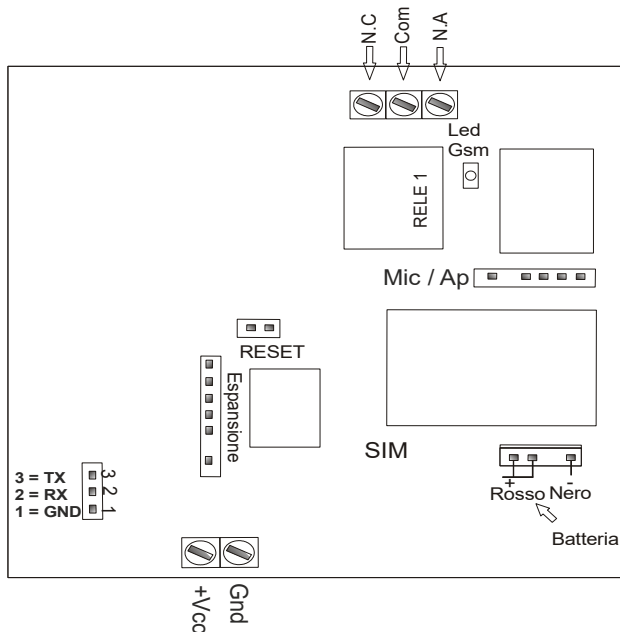 N.C
Com
N.A
Led
Gsm
RELE 1
Mic / Ap
RESET
Espansione
SIM
3 = TX
2 = RX
1 = GND
3
2
1
+ -
Rosso Nero
Batteria
+Vcc
Gnd